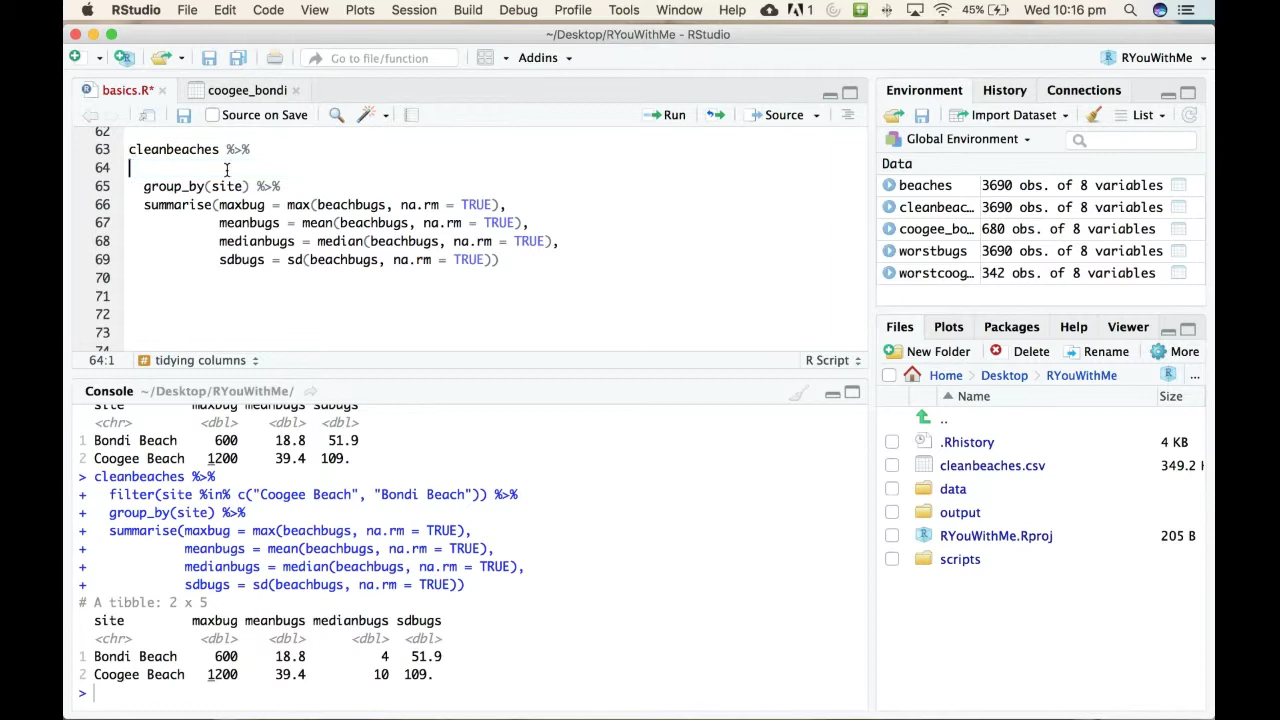 RStudio File Edit Code View Plots Session Build Debug Profile Tools Window Help 1 45% Wed 10:16 pm
~/Desktop/RYouWithMe - RStudio
Go to file/function Addins RYouWithMe
basics.R* coogee_bondi
Source on Save Run Source
62
63 cleanbeaches %>%
64
65 group_by(site) %>%
66 summarise(maxbug = max(beachbugs, na.rm = TRUE),
67 meanbugs = mean(beachbugs, na.rm = TRUE),
68 medianbugs = median(beachbugs, na.rm = TRUE),
69 sdbugs = sd(beachbugs, na.rm = TRUE))
70
71
72
73
74
64:1 # tidying columns R Script
Console ~/Desktop/RYouWithMe/
site maxbug meanbugs sdbugs
<chr> <dbl> <dbl> <dbl>
1 Bondi Beach 600 18.8 51.9
2 Coogee Beach 1200 39.4 109.
> cleanbeaches %>%
+ filter(site %in% c("Coogee Beach", "Bondi Beach")) %>%
+ group_by(site) %>%
+ summarise(maxbug = max(beachbugs, na.rm = TRUE),
+ meanbugs = mean(beachbugs, na.rm = TRUE),
+ medianbugs = median(beachbugs, na.rm = TRUE),
+ sdbugs = sd(beachbugs, na.rm = TRUE))
# A tibble: 2 x 5
site maxbug meanbugs medianbugs sdbugs
<chr> <dbl> <dbl> <dbl> <dbl>
1 Bondi Beach 600 18.8 4 51.9
2 Coogee Beach 1200 39.4 10 109.
>
Environment History Connections
Import Dataset List
Global Environment
Data
beaches 3690 obs. of 8 variables
cleanbeac… 3690 obs. of 8 variables
coogee_bo… 680 obs. of 8 variables
worstbugs 3690 obs. of 8 variables
worstcoog… 342 obs. of 8 variables
Files Plots Packages Help Viewer
New Folder Delete Rename More
Home Desktop RYouWithMe ...
Name Size
..
.Rhistory 4 KB
cleanbeaches.csv 349.2 K
data
output
RYouWithMe.Rproj 205 B
scripts